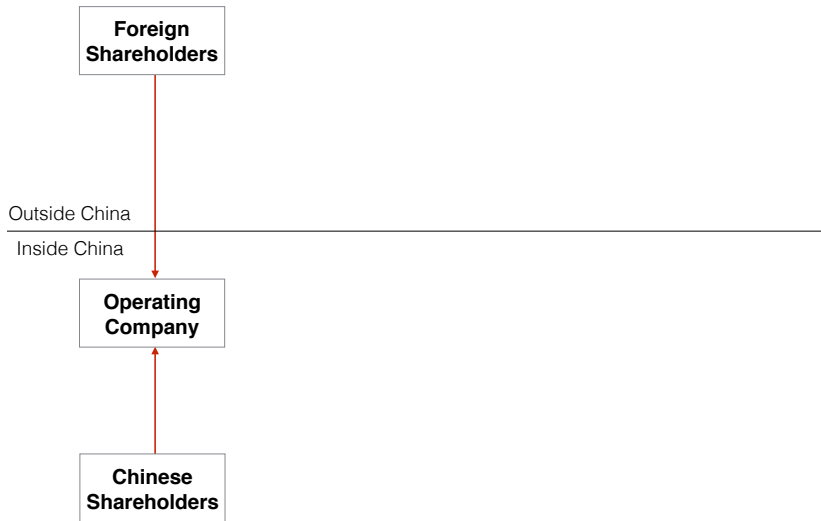 Foreign
Shareholders
Outside China
Inside China
Operating
Company
Chinese
Shareholders